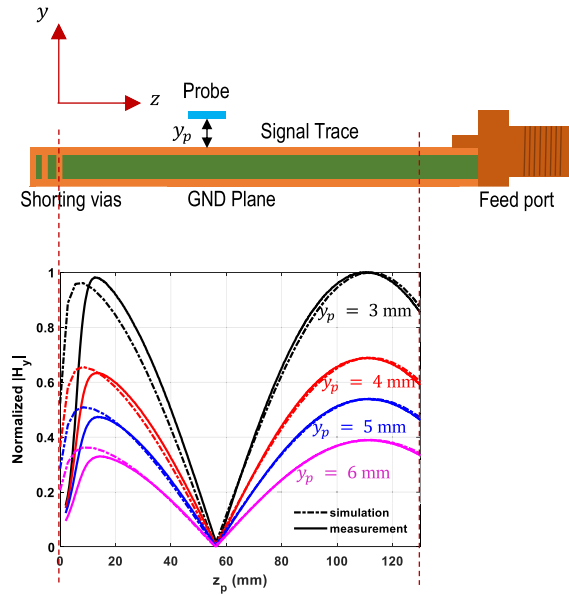 y
z
Probe
y_p
Signal Trace
Shorting vias
GND Plane
Feed port
Normalized |H_y|
1
0.8
0.6
0.4
0.2
0
y_p = 3 mm
y_p = 4 mm
y_p = 5 mm
y_p = 6 mm
simulation
measurement
0 20 40 60 80 100 120
z_p (mm)